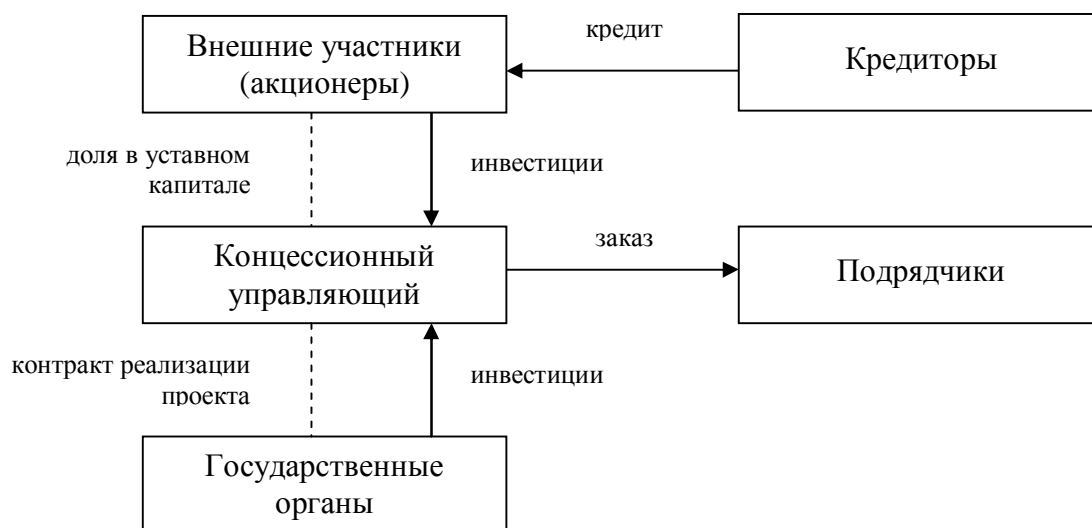 Внешние участники
(акционеры)
кредит
Кредиторы
доля в уставном
капитале
инвестиции
Концессионный
управляющий
заказ
Подрядчики
контракт реализации
проекта
инвестиции
Государственные
органы